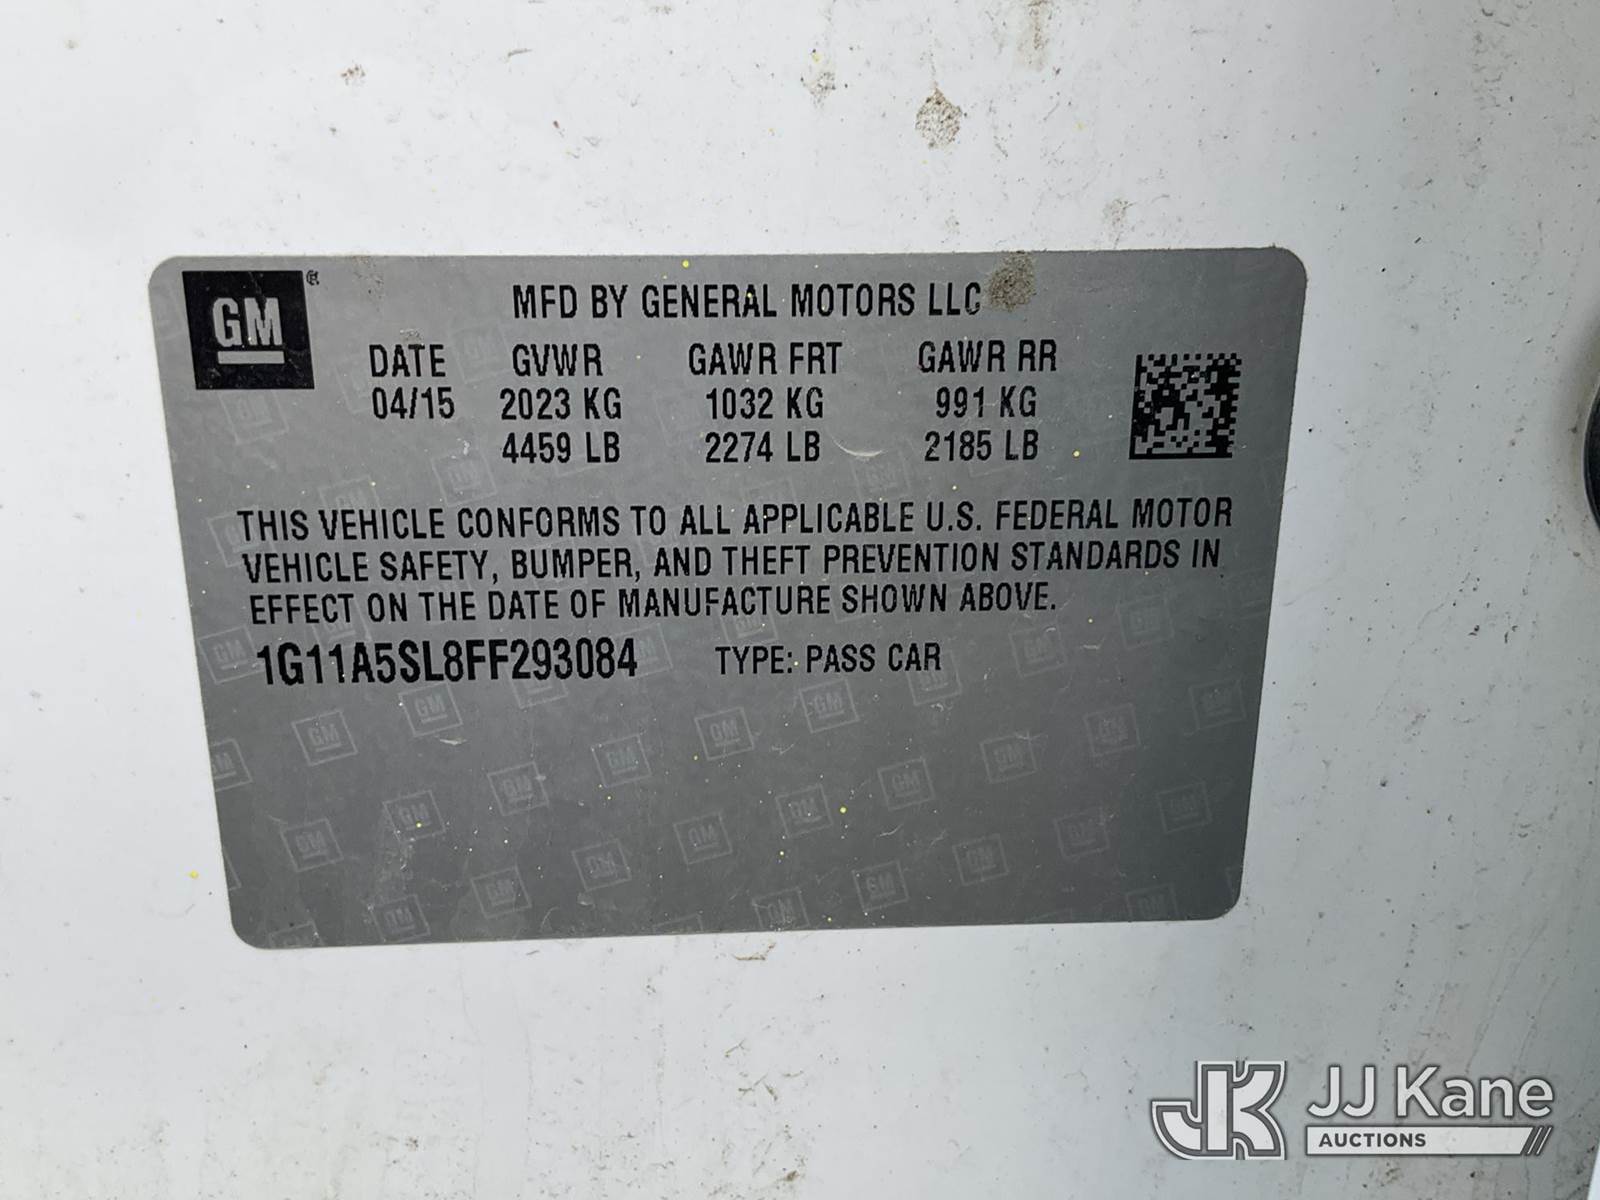 GM
MFD BY GENERAL MOTORS LLC
DATE GVWR GAWR FRT GAWR RR
04/15 2023 KG 1032 KG 991 KG
4459 LB 2274 LB 2185 LB
THIS VEHICLE CONFORMS TO ALL APPLICABLE U.S. FEDERAL MOTOR
VEHICLE SAFETY, BUMPER, AND THEFT PREVENTION STANDARDS IN
EFFECT ON THE DATE OF MANUFACTURE SHOWN ABOVE.
1G11A5SL8FF293084 TYPE: PASS CAR
JK JJ Kane
AUCTIONS